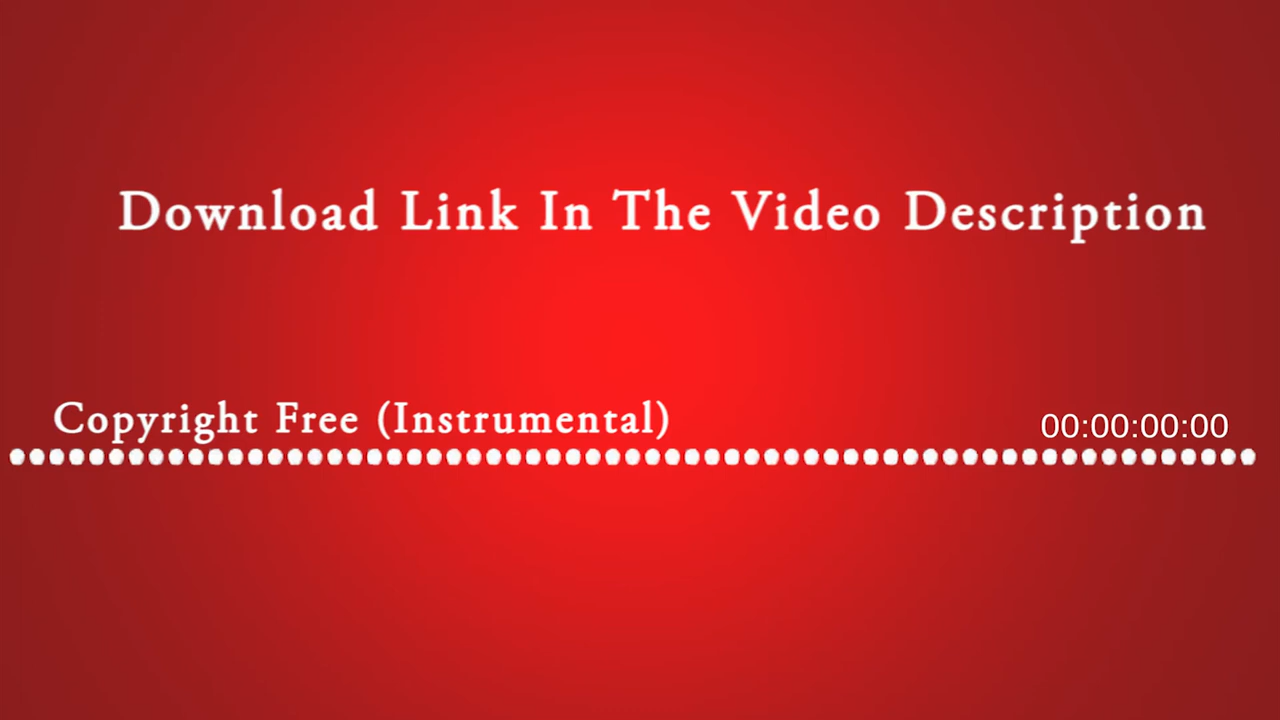 Download Link In The Video Description
Copyright Free (Instrumental)
00:00:00:00